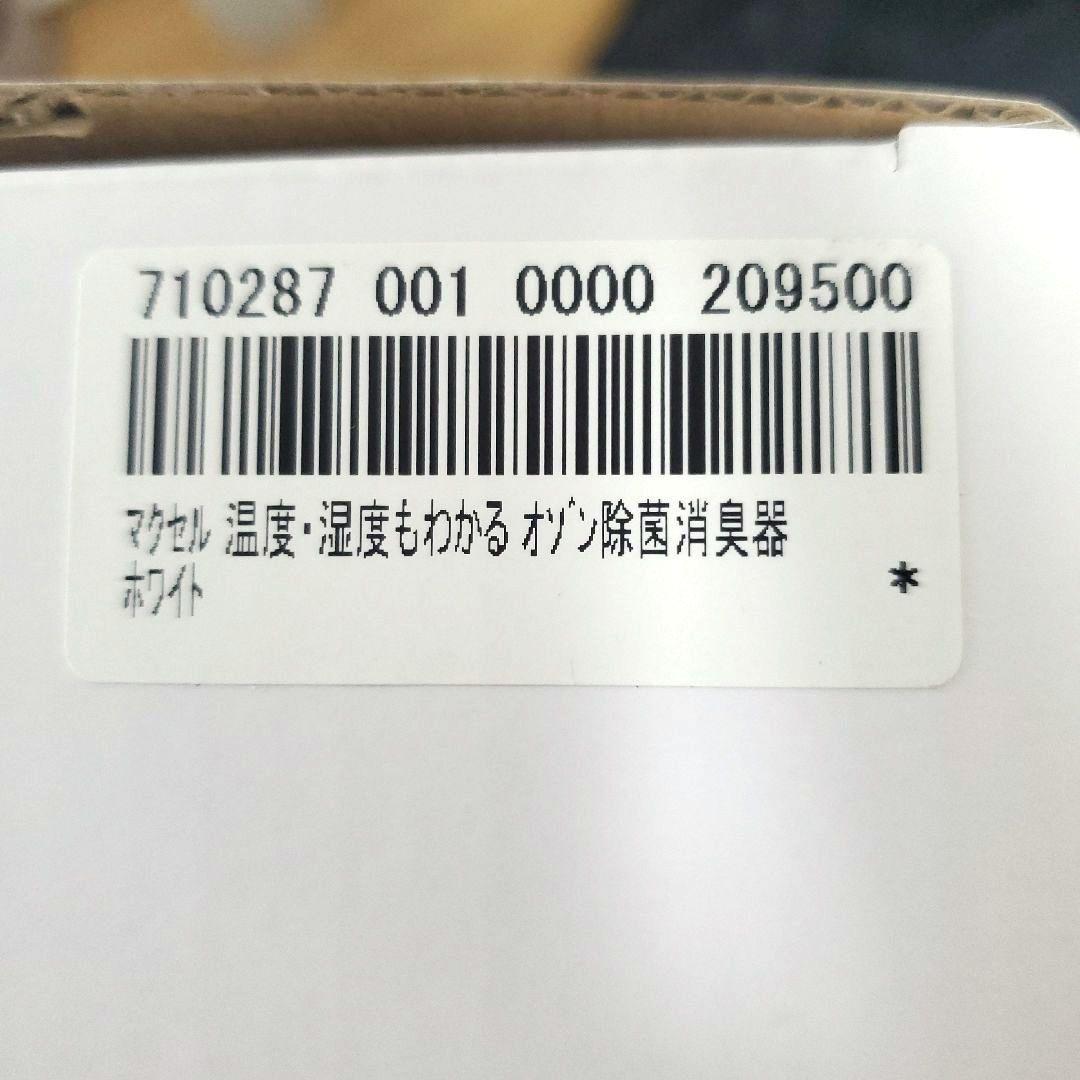 710287 001 0000 209500
マクセル 温度・湿度もわかる オゾン除菌消臭器
ホワイト *